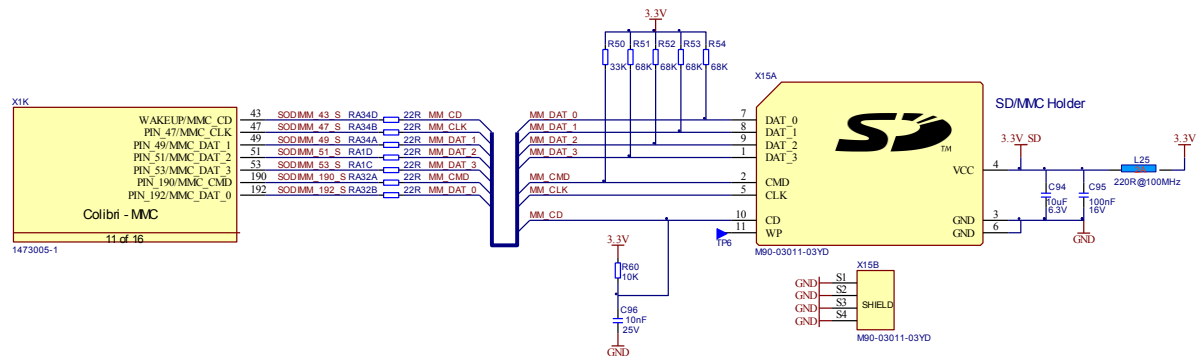 X1K
WAKEUP/MMC_CD 43 SODIMM_43_S RA34D 22R MM_CD
PIN_47/MMC_CLK 47 SODIMM_47_S RA34B 22R MM_CLK
PIN_49/MMC_DAT_1 49 SODIMM_49_S RA34A 22R MM_DAT_1
PIN_51/MMC_DAT_2 51 SODIMM_51_S RA1D 22R MM_DAT_2
PIN_53/MMC_DAT_3 53 SODIMM_53_S RA1C 22R MM_DAT_3
PIN_190/MMC_CMD 190 SODIMM_190_S RA32A 22R MM_CMD
PIN_192/MMC_DAT_0 192 SODIMM_192_S RA32B 22R MM_DAT_0
Colibri - MMC
11 of 16
1473005-1
3.3V
R50 R51 R52 R53 R54
33K 68K 68K 68K 68K
X15A
MM_DAT_0 7 DAT_0
MM_DAT_1 8 DAT_1
MM_DAT_2 9 DAT_2
MM_DAT_3 1 DAT_3
MM_CMD 2 CMD
MM_CLK 5 CLK
MM_CD 10 CD
TP6 11 WP
SD
TM
VCC 4
GND 3
GND 6
M90-03011-03YD
SD/MMC Holder
3.3V_SD
3.3V
L25
220R@100MHz
C94
10uF
6.3V
C95
100nF
16V
GND
3.3V
R60
10K
C96
10nF
25V
GND
X15B
GND S1
GND S2
GND S3
GND S4
SHIELD
M90-03011-03YD